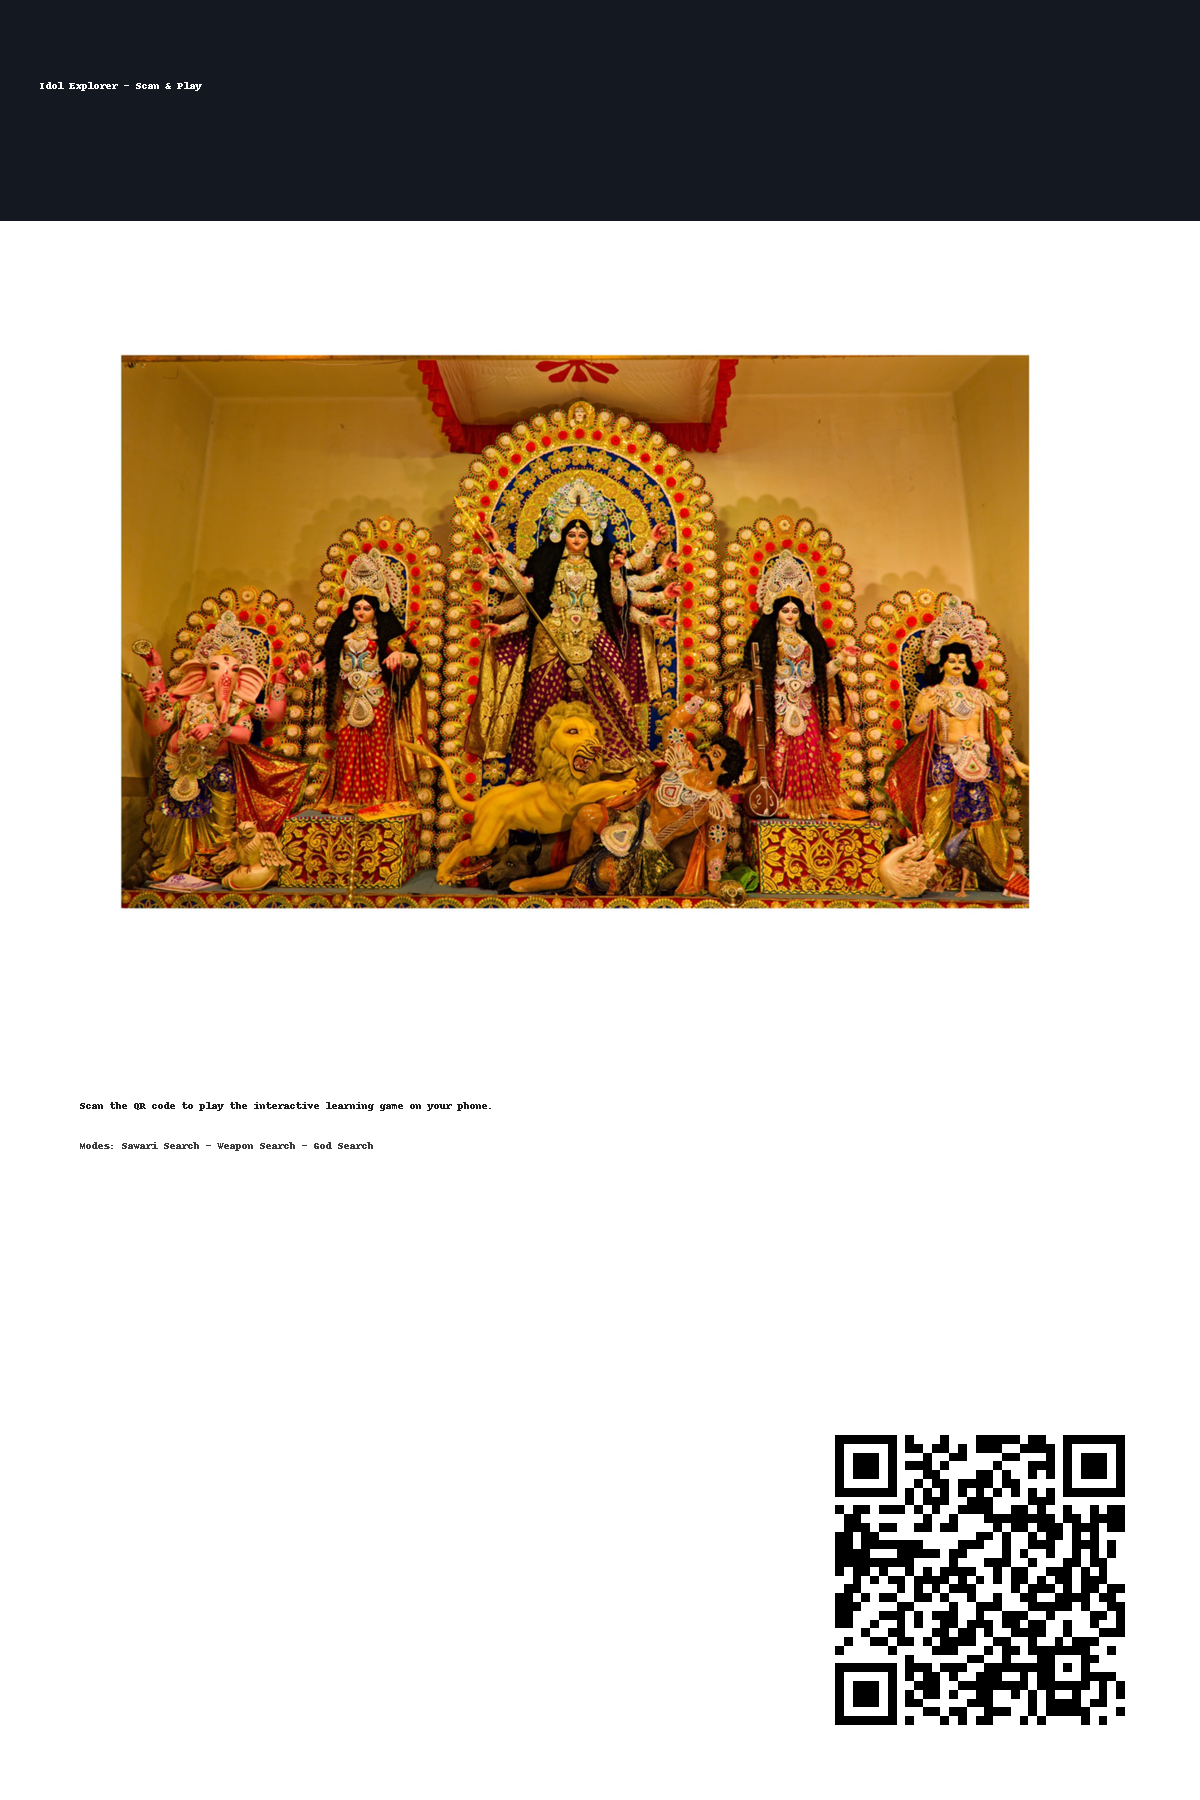 Idol Explorer - Scan & Play
Scan the QR code to play the interactive learning game on your phone.
Modes: Sawari Search - Weapon Search - God Search